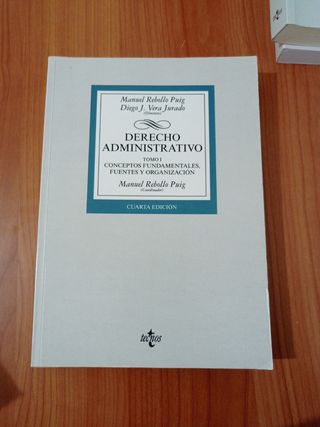 Manuel Rebollo Puig
Diego J. Vera Jurado
(Directores)
DERECHO
ADMINISTRATIVO
TOMO I
CONCEPTOS FUNDAMENTALES,
FUENTES Y ORGANIZACIÓN
Manuel Rebollo Puig
(Coordinador)
CUARTA EDICIÓN
tecnos